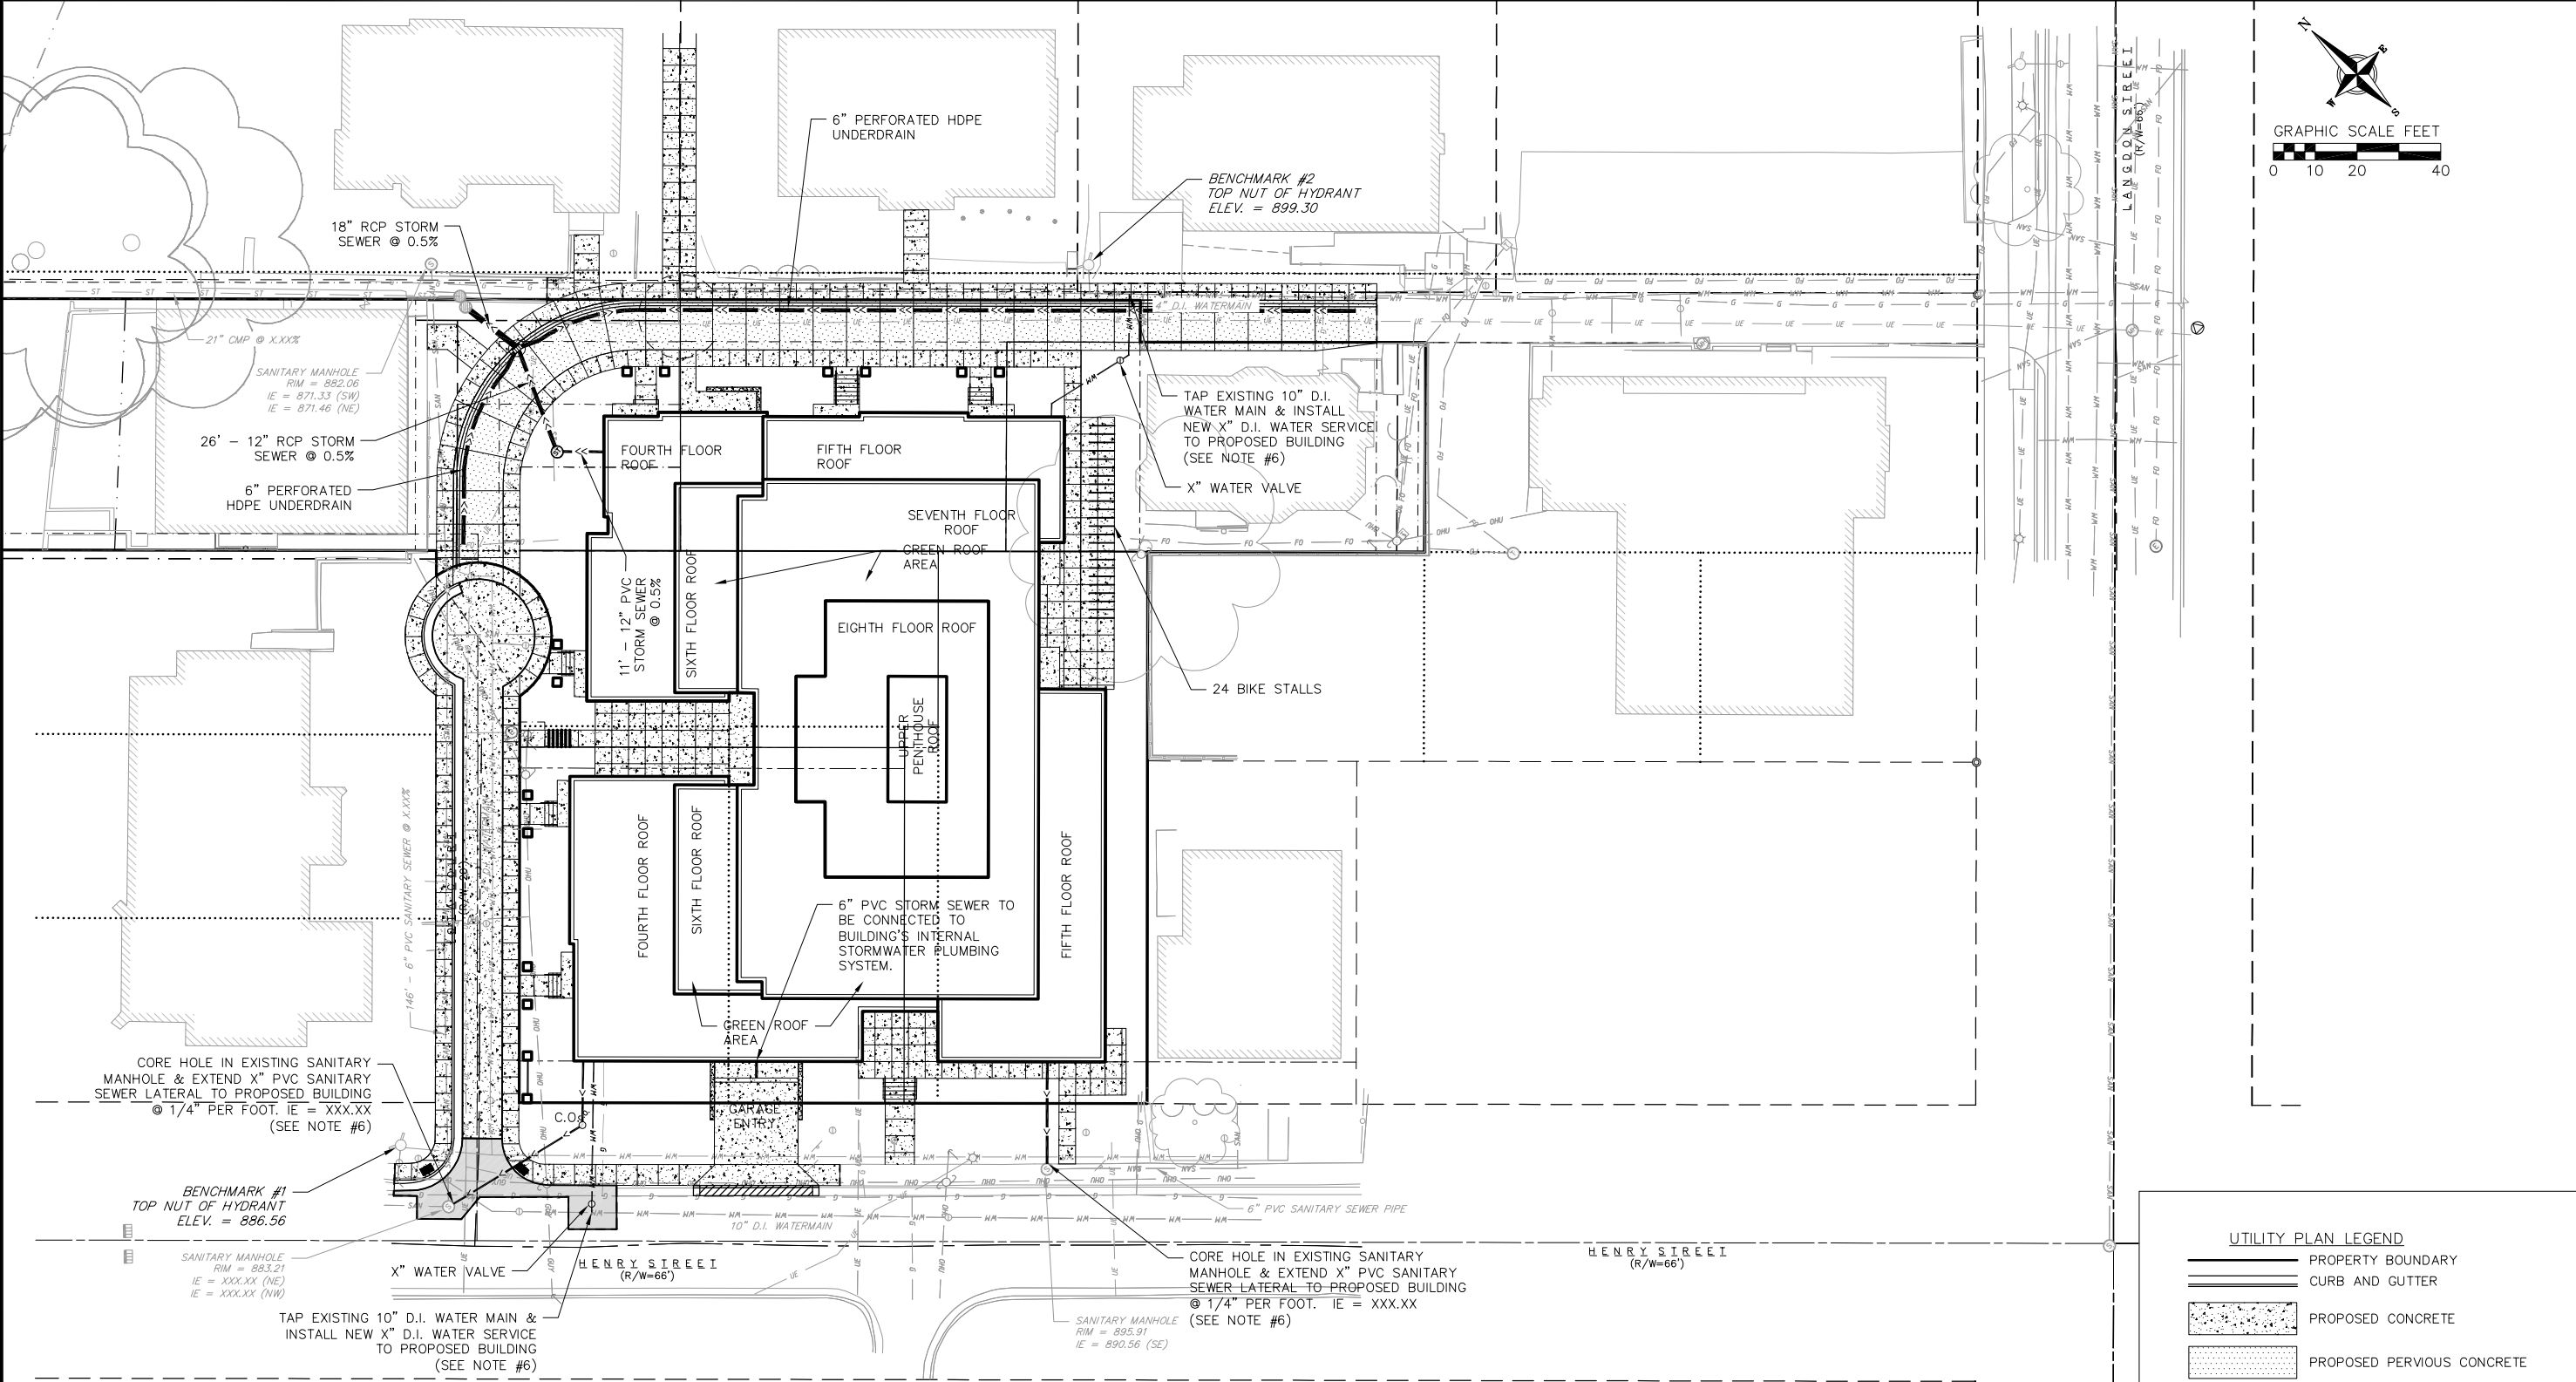 N
E
W
S
GRAPHIC SCALE FEET
0 10 20 40
LANGDON STREET
(R/W=66')
6" PERFORATED HDPE
UNDERDRAIN
BENCHMARK #2
TOP NUT OF HYDRANT
ELEV. = 899.30
18" RCP STORM
SEWER @ 0.5%
4" D.I. WATERMAIN
21" CMP @ X.XX%
SANITARY MANHOLE
RIM = 882.06
IE = 871.33 (SW)
IE = 871.46 (NE)
26' - 12" RCP STORM
SEWER @ 0.5%
6" PERFORATED
HDPE UNDERDRAIN
TAP EXISTING 10" D.I.
WATER MAIN & INSTALL
NEW X" D.I. WATER SERVICE
TO PROPOSED BUILDING
(SEE NOTE #6)
X" WATER VALVE
FOURTH FLOOR
ROOF
FIFTH FLOOR
ROOF
SEVENTH FLOOR
ROOF
GREEN ROOF
AREA
11' - 12" PVC
STORM SEWER
@ 0.5%
SIXTH FLOOR ROOF
EIGHTH FLOOR ROOF
UPPER
PENTHOUSE
ROOF
24 BIKE STALLS
146' - 6" PVC SANITARY SEWER @ X.XX%
FOURTH FLOOR ROOF
SIXTH FLOOR ROOF
FIFTH FLOOR ROOF
6" PVC STORM SEWER TO
BE CONNECTED TO
BUILDING'S INTERNAL
STORMWATER PLUMBING
SYSTEM.
GREEN ROOF
AREA
CORE HOLE IN EXISTING SANITARY
MANHOLE & EXTEND X" PVC SANITARY
SEWER LATERAL TO PROPOSED BUILDING
@ 1/4" PER FOOT. IE = XXX.XX
(SEE NOTE #6)
C.O.
GARAGE
ENTRY
BENCHMARK #1
TOP NUT OF HYDRANT
ELEV. = 886.56
10" D.I. WATERMAIN
6" PVC SANITARY SEWER PIPE
SANITARY MANHOLE
RIM = 883.21
IE = XXX.XX (NE)
IE = XXX.XX (NW)
X" WATER VALVE
HENRY STREET
(R/W=66')
HENRY STREET
(R/W=66')
CORE HOLE IN EXISTING SANITARY
MANHOLE & EXTEND X" PVC SANITARY
SEWER LATERAL TO PROPOSED BUILDING
@ 1/4" PER FOOT. IE = XXX.XX
(SEE NOTE #6)
TAP EXISTING 10" D.I. WATER MAIN &
INSTALL NEW X" D.I. WATER SERVICE
TO PROPOSED BUILDING
(SEE NOTE #6)
SANITARY MANHOLE
RIM = 895.91
IE = 890.56 (SE)
UTILITY PLAN LEGEND
PROPERTY BOUNDARY
CURB AND GUTTER
PROPOSED CONCRETE
PROPOSED PERVIOUS CONCRETE